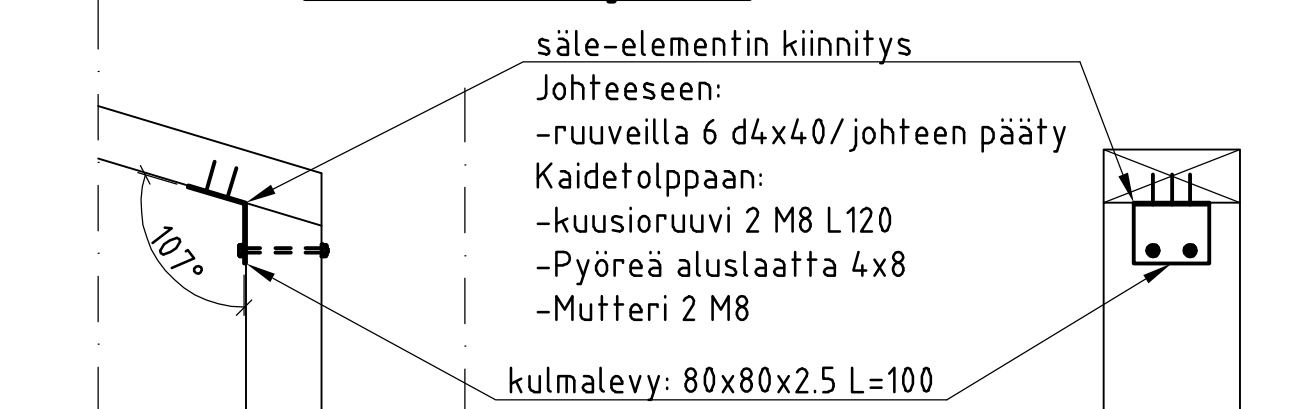 säle-elementin kiinnitys
Johteeseen:
-ruuveilla 6 d4x40/johteen pääty
Kaidetolppaan:
-kuusioruuvi 2 M8 L120
-Pyöreä aluslaatta 4x8
-Mutteri 2 M8
107°
kulmalevy: 80x80x2.5 L=100